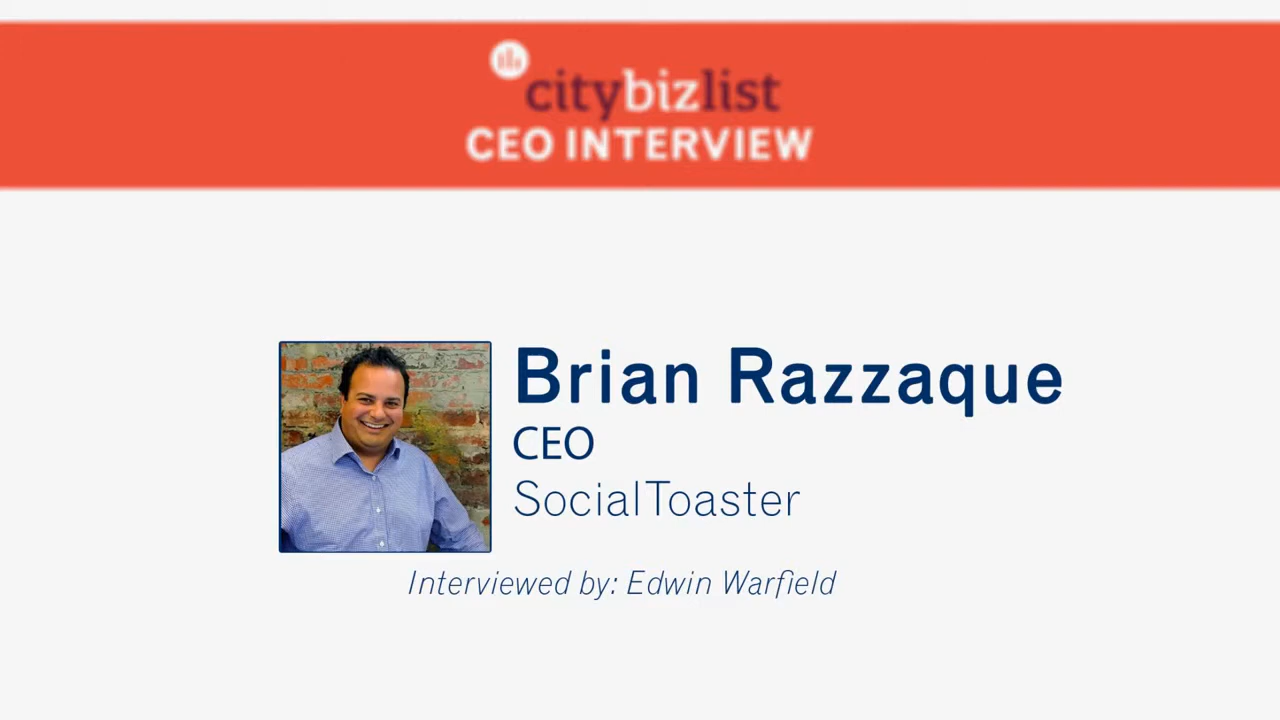 citybizlist
CEO INTERVIEW
Brian Razzaque
CEO
SocialToaster
Interviewed by: Edwin Warfield